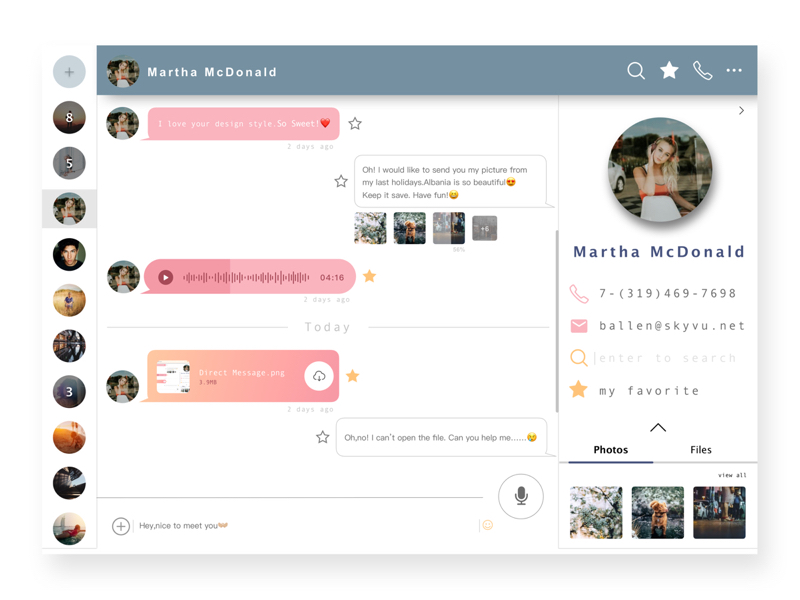 Martha McDonald
8
5
3
I love your design style.So Sweet!❤️
2 days ago
Oh! I would like to send you my picture from
my last holidays.Albania is so beautiful😍
Keep it save. Have fun!😄
+6
98%
04:16
2 days ago
Today
Direct Message.png
3.9MB
2 days ago
Oh,no! I can't open the file. Can you help me......😢
Hey,nice to meet you🤝
Martha McDonald
7-(319)469-7698
ballen@skyvu.net
enter to search
my favorite
Photos
Files
view all